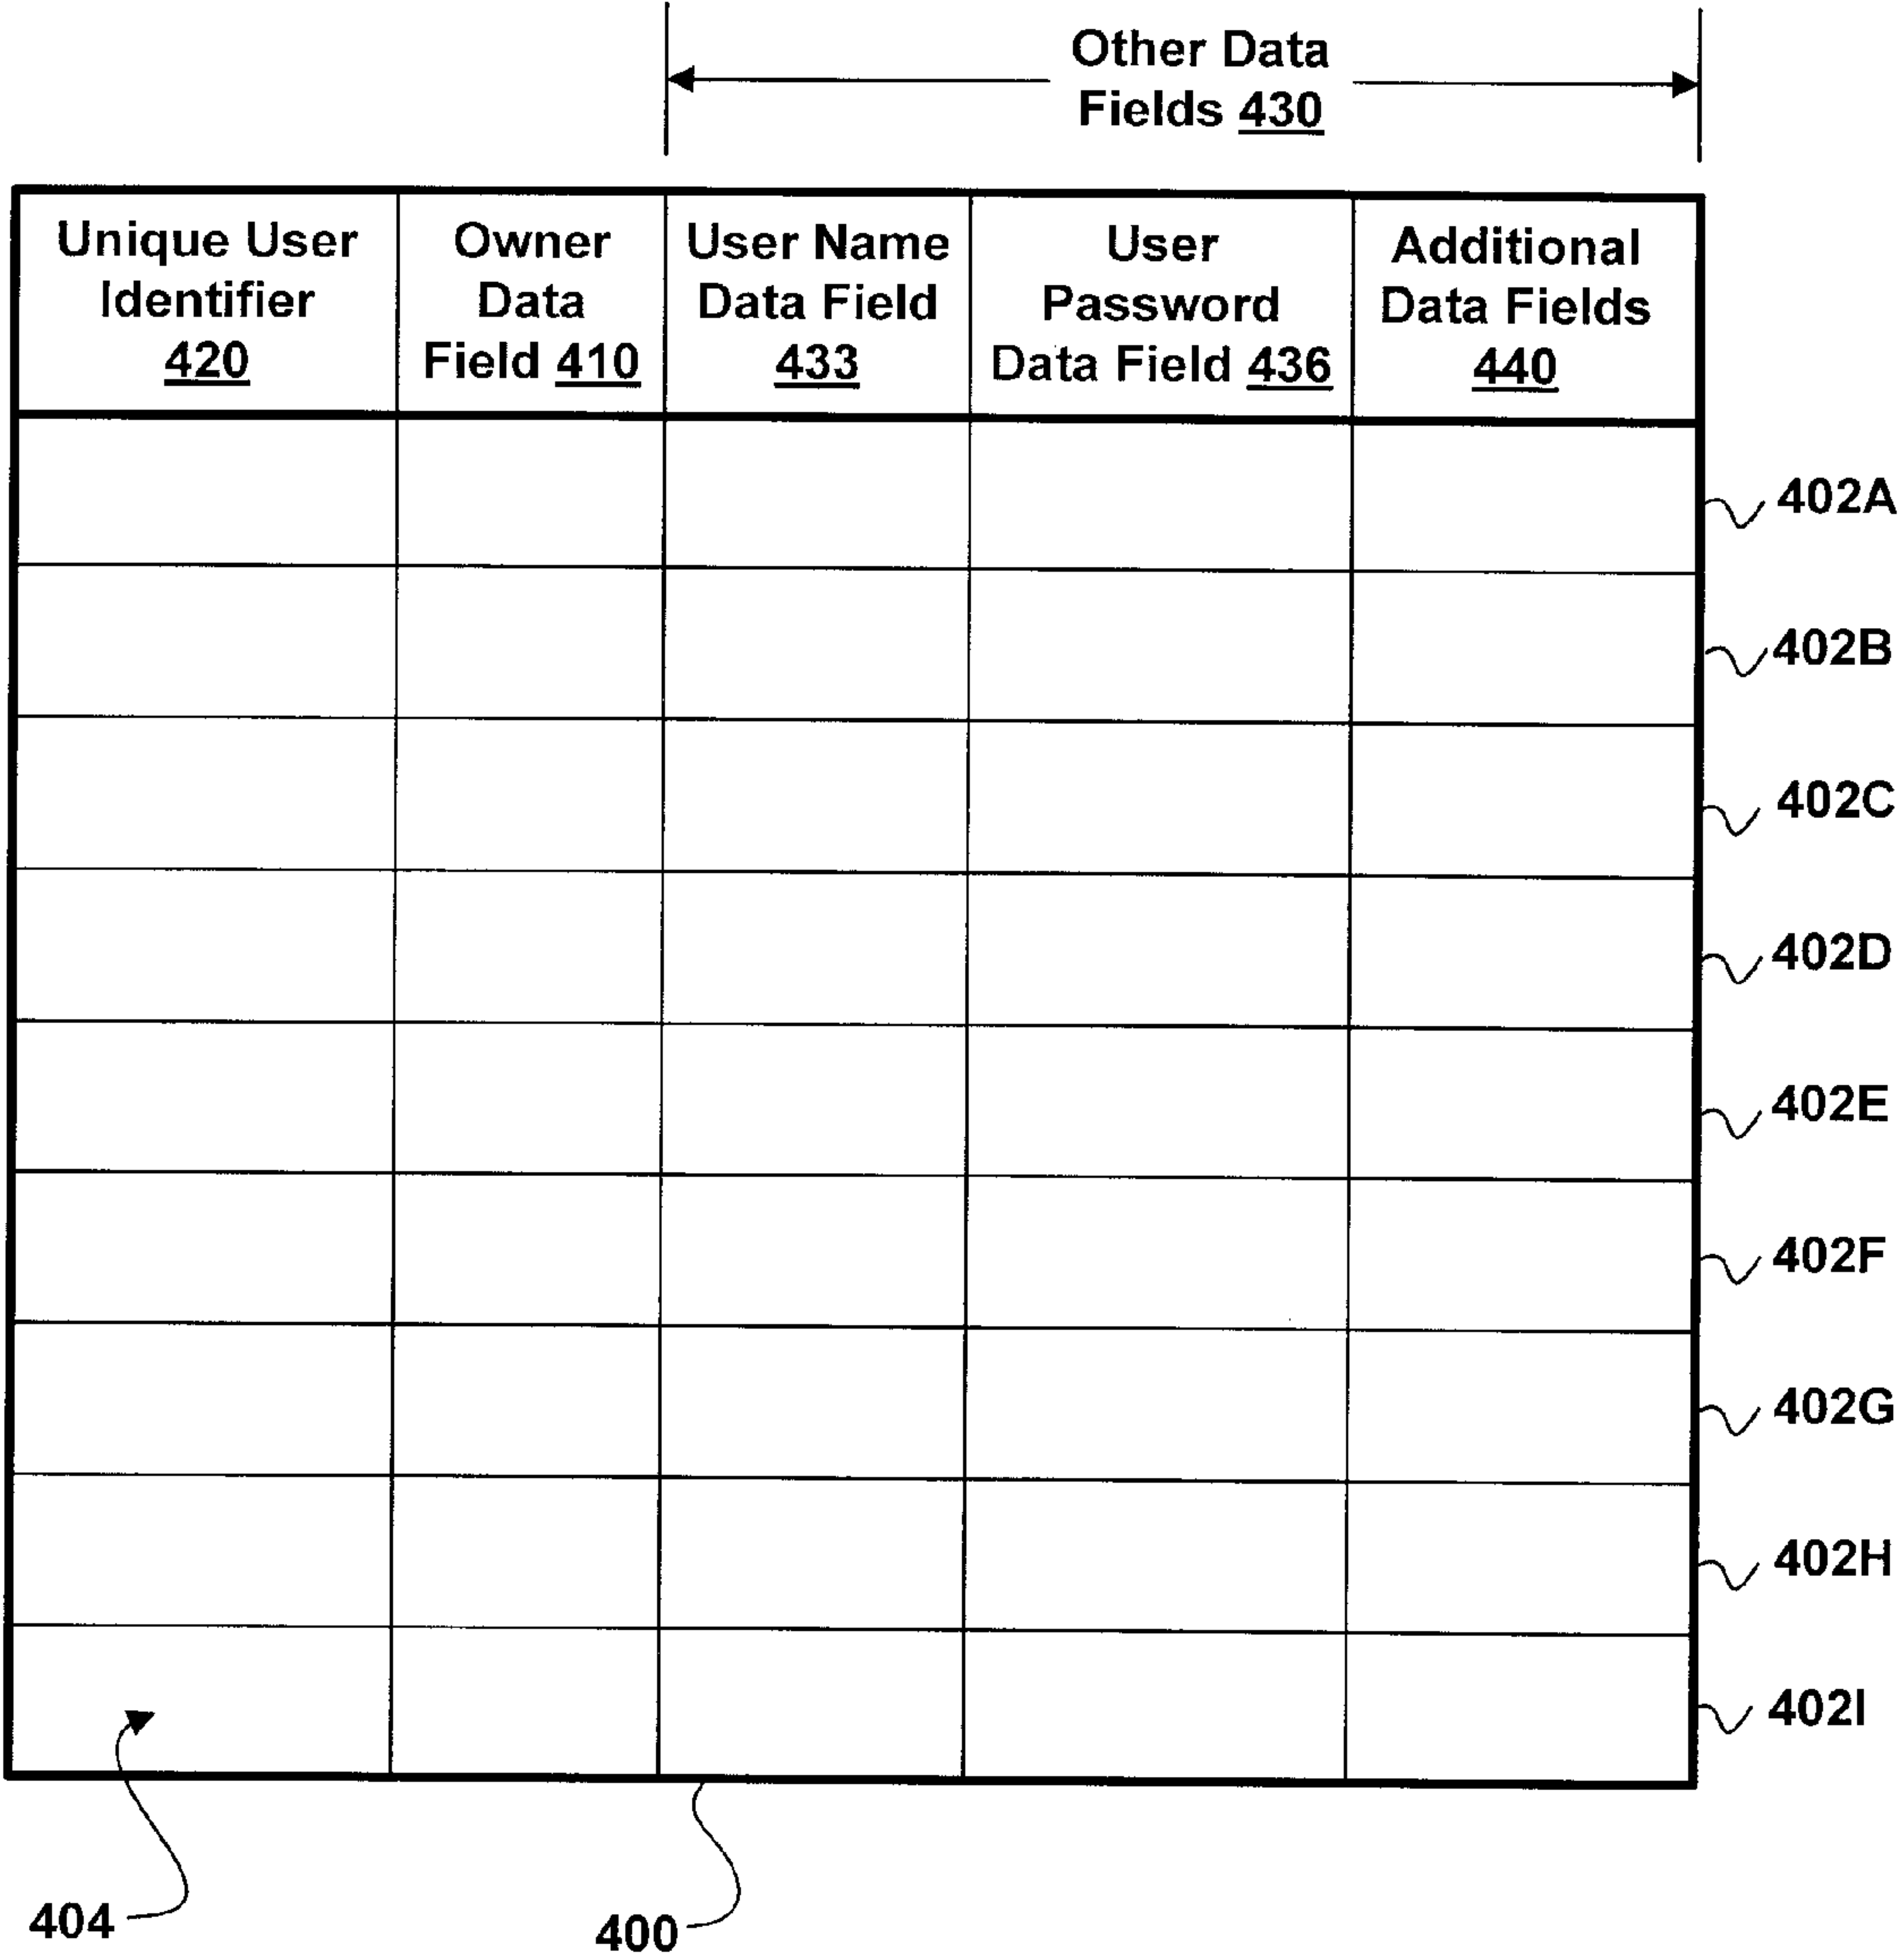 Other Data
Fields 430
Unique User
Identifier
420
Owner
Data
Field 410
User Name
Data Field
433
User
Password
Data Field 436
Additional
Data Fields
440
402A
402B
402C
402D
402E
402F
402G
402H
402I
404
400